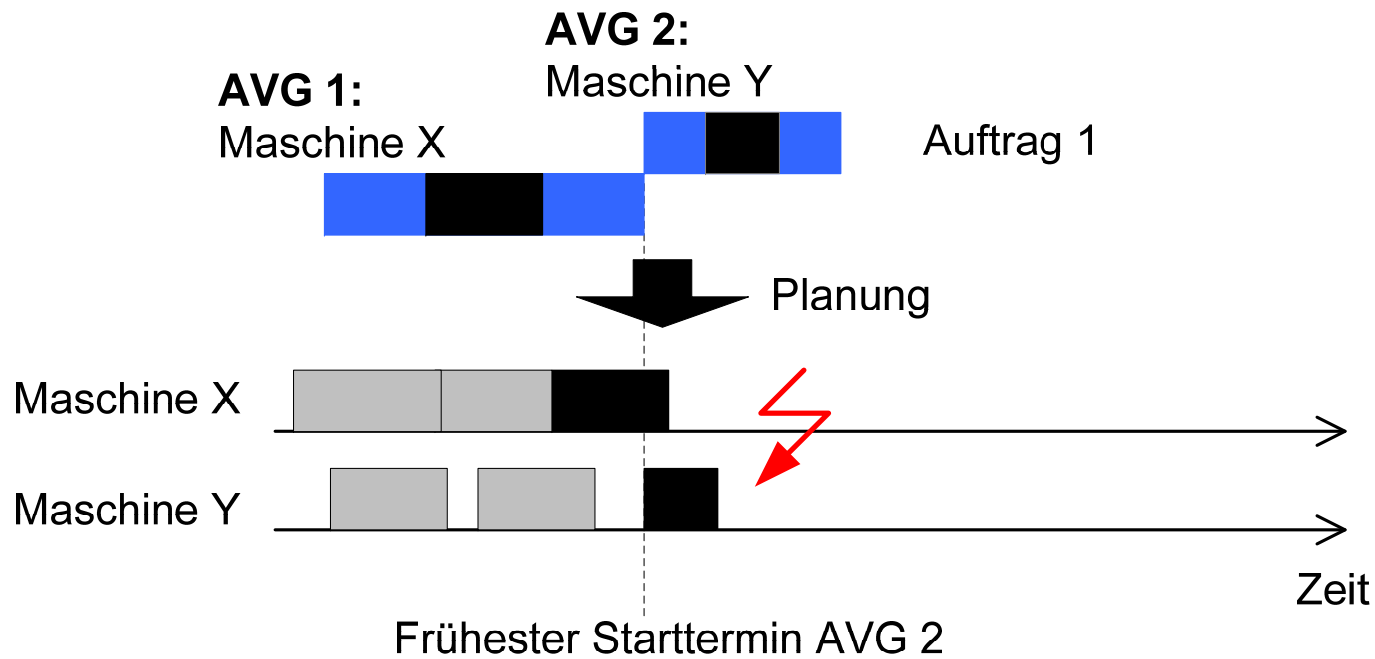 AVG 2:
Maschine Y
AVG 1:
Maschine X
Auftrag 1
Planung
Maschine X
Maschine Y
Zeit
Frühester Starttermin AVG 2